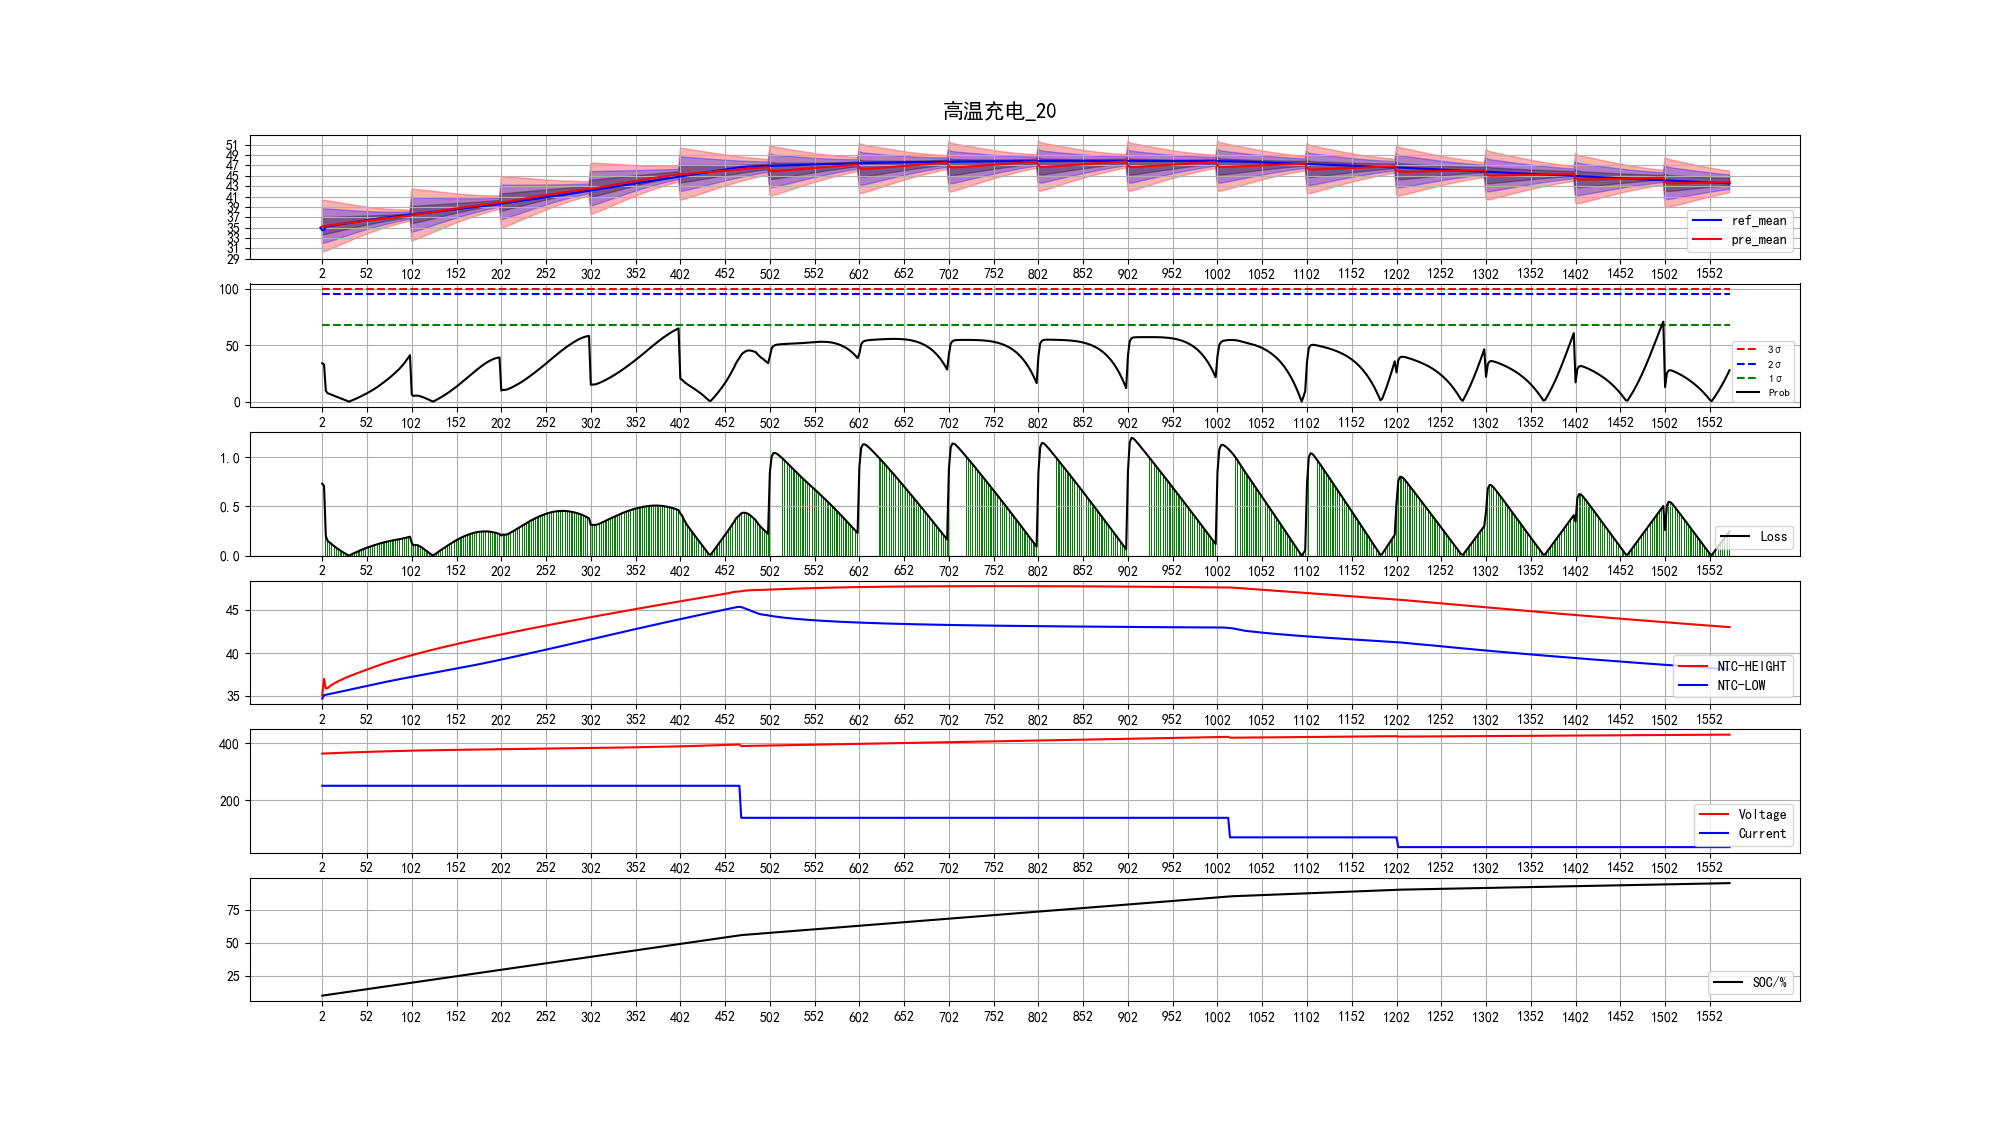 高温充电_20
51
49
47
45
43
41
39
37
35
33
31
29
ref_mean
pre_mean
2 52 102 152 202 252 302 352 402 452 502 552 602 652 702 752 802 852 902 952 1002 1052 1102 1152 1202 1252 1302 1352 1402 1452 1502 1552
100
50
0
3σ
2σ
1σ
Prob
2 52 102 152 202 252 302 352 402 452 502 552 602 652 702 752 802 852 902 952 1002 1052 1102 1152 1202 1252 1302 1352 1402 1452 1502 1552
1.0
0.5
0.0
Loss
2 52 102 152 202 252 302 352 402 452 502 552 602 652 702 752 802 852 902 952 1002 1052 1102 1152 1202 1252 1302 1352 1402 1452 1502 1552
45
40
35
NTC-HEIGHT
NTC-LOW
2 52 102 152 202 252 302 352 402 452 502 552 602 652 702 752 802 852 902 952 1002 1052 1102 1152 1202 1252 1302 1352 1402 1452 1502 1552
400
200
Voltage
Current
2 52 102 152 202 252 302 352 402 452 502 552 602 652 702 752 802 852 902 952 1002 1052 1102 1152 1202 1252 1302 1352 1402 1452 1502 1552
75
50
25
SOC/%
2 52 102 152 202 252 302 352 402 452 502 552 602 652 702 752 802 852 902 952 1002 1052 1102 1152 1202 1252 1302 1352 1402 1452 1502 1552